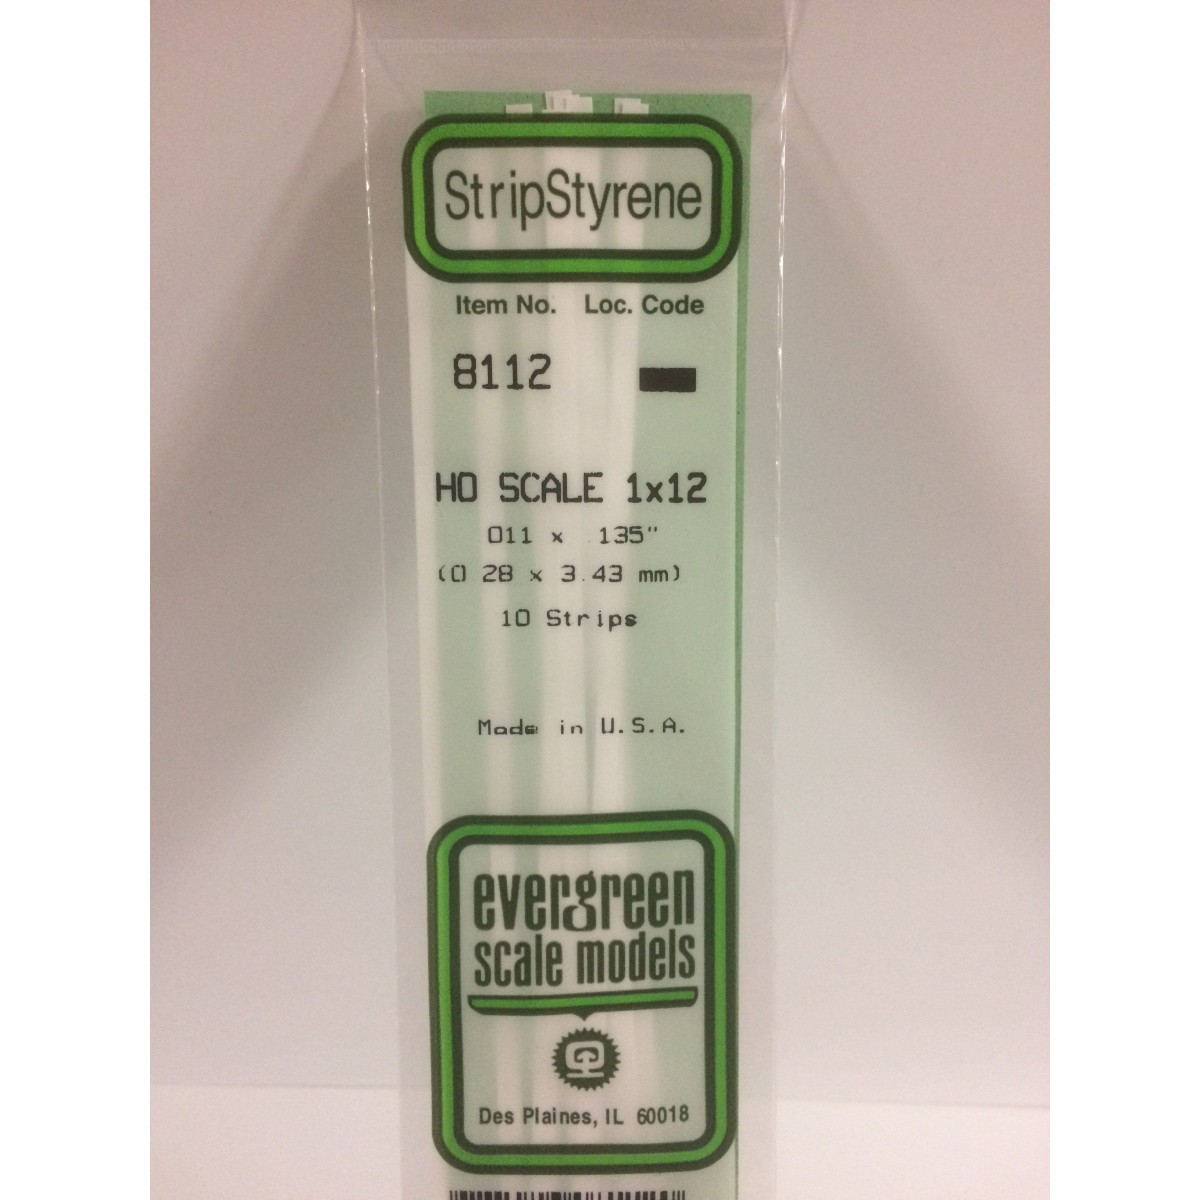 StripStyrene
Item No. Loc. Code
8112
HO SCALE 1x12
011 x .135"
(0 28 x 3.43 mm)
10 Strips
Made in U.S.A.
evergreen
scale models
Des Plaines, IL 60018